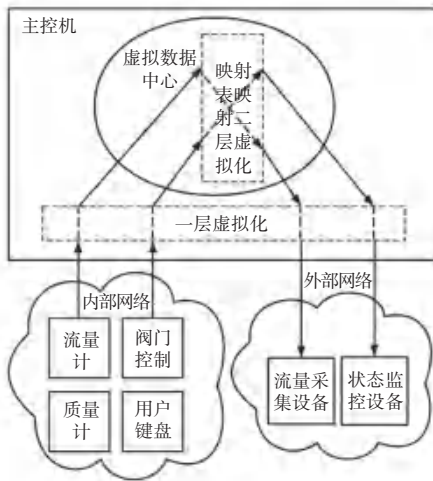 主控机
虚拟数据
中心
映射
表映
射二
层虚
拟化
一层虚拟化
内部网络
外部网络
流量
计
阀门
控制
质量
计
用户
键盘
流量采
集设备
状态监
控设备